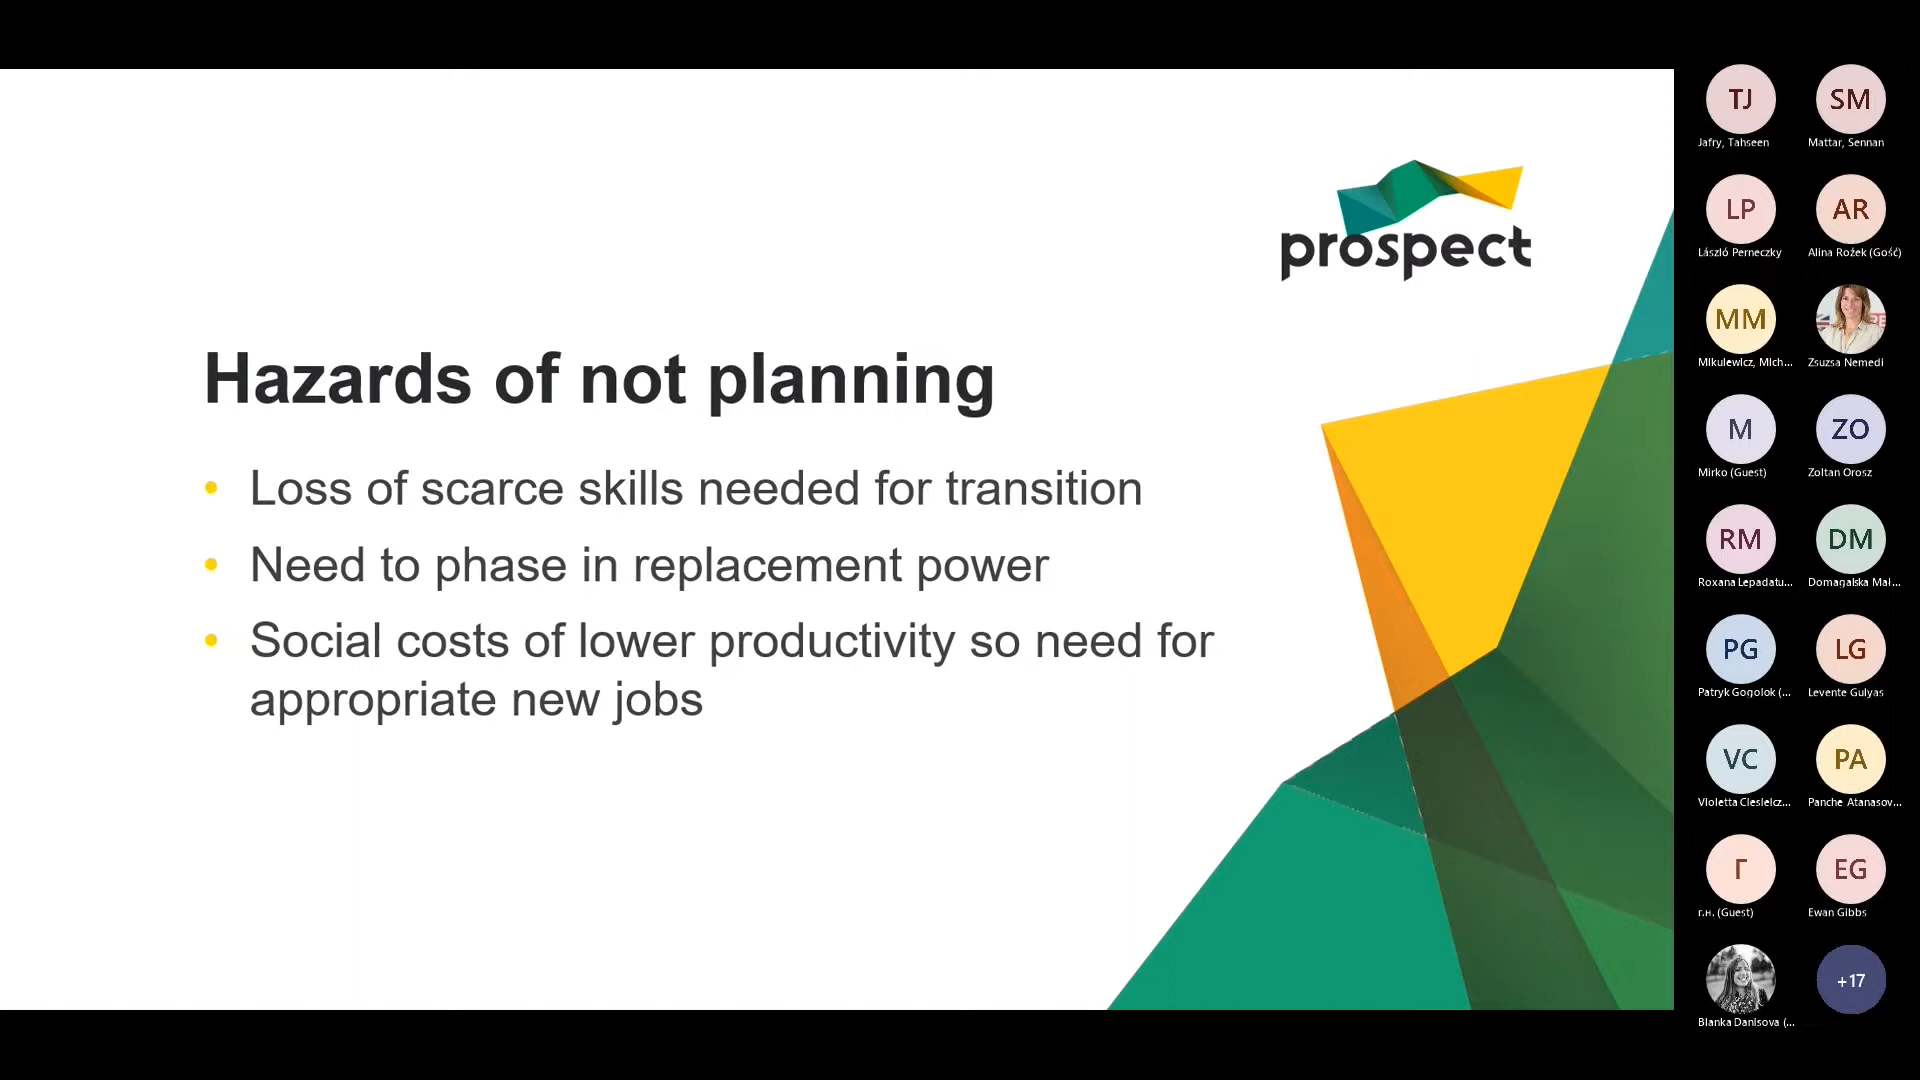 prospect
Hazards of not planning
• Loss of scarce skills needed for transition
• Need to phase in replacement power
• Social costs of lower productivity so need for
appropriate new jobs
TJ
Jafry, Tahseen
SM
Mattar, Sennan
LP
László Perneczky
AR
Alina Rożek (Gość)
MM
Mikulewicz, Mich...
Zsuzsa Nemedi
M
Mirko (Guest)
ZO
Zoltan Orosz
RM
Roxana Lepadatu...
DM
Domagalska Mał...
PG
Patryk Gogolok (...
LG
Levente Gulyas
VC
Violetta Ciesielcz...
PA
Panche Atanasov...
Г
г.н. (Guest)
EG
Ewan Gibbs
Blanka Danisova (...
+17